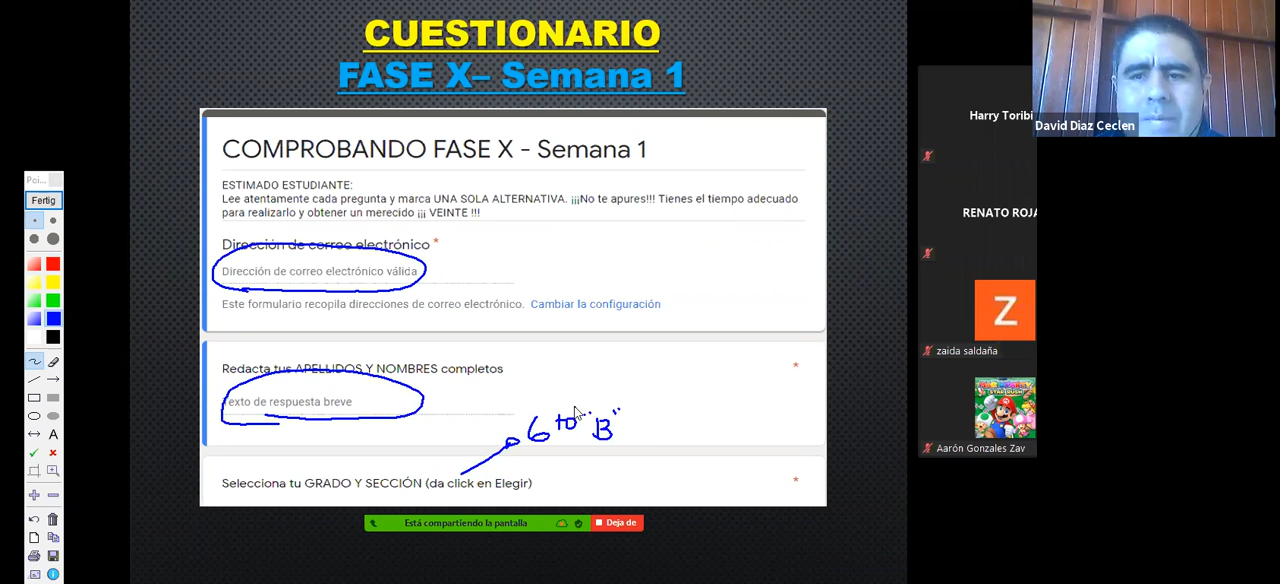 CUESTIONARIO
FASE X– Semana 1
COMPROBANDO FASE X - Semana 1
ESTIMADO ESTUDIANTE:
Lee atentamente cada pregunta y marca UNA SOLA ALTERNATIVA. ¡¡¡No te apures!!! Tienes el tiempo adecuado
para realizarlo y obtener un merecido ¡¡¡ VEINTE !!!
Dirección de correo electrónico *
Dirección de correo electrónico válida
Este formulario recopila direcciones de correo electrónico. Cambiar la configuración
Redacta tus APELLIDOS Y NOMBRES completos *
Texto de respuesta breve
6 to "B"
Selecciona tu GRADO Y SECCIÓN (da click en Elegir) *
Está compartiendo la pantalla
Deja de
Poi...
Fertig
A
David Diaz Ceclen
Harry Toribi
RENATO ROJA
Z
zaida saldaña
Aarón Gonzales Zav